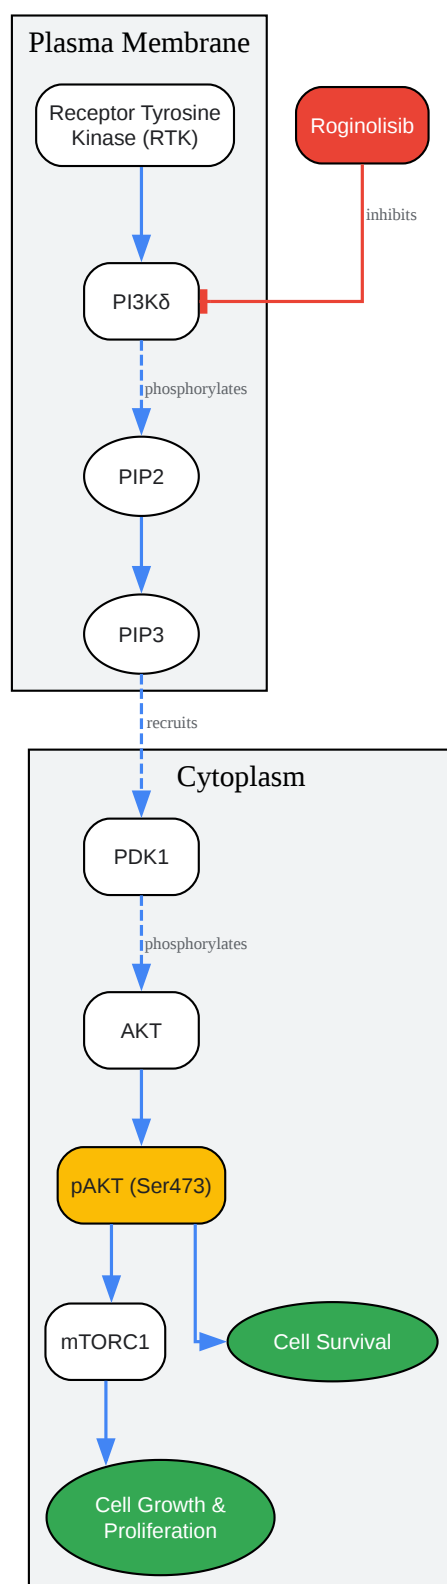 Plasma Membrane
Receptor Tyrosine
Kinase (RTK)
Roginolisib
inhibits
PI3Kδ
phosphorylates
PIP2
PIP3
recruits
Cytoplasm
PDK1
phosphorylates
AKT
pAKT (Ser473)
mTORC1
Cell Survival
Cell Growth &
Proliferation